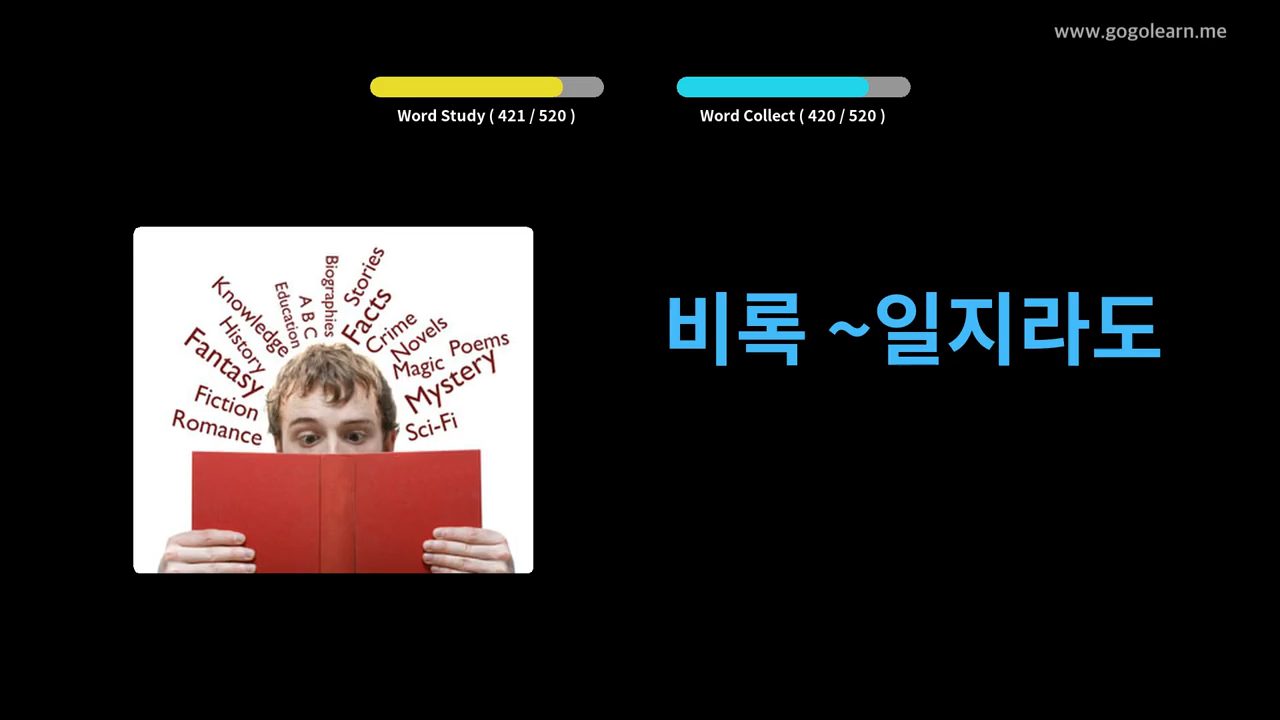 www.gogolearn.me
Word Study ( 421 / 520 )
Word Collect ( 420 / 520 )
비록 ~일지라도
Knowledge
History
Fantasy
Fiction
Romance
Education
A B C
Biographies
Stories
Facts
Crime
Novels
Magic
Poems
Mystery
Sci-Fi